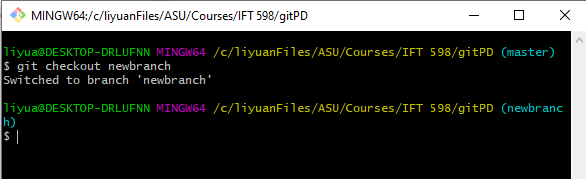 MINGW64:/c/liyuanFiles/ASU/Courses/IFT 598/gitPD
liyua@DESKTOP-DRLUFNN MINGW64 /c/liyuanFiles/ASU/Courses/IFT 598/gitPD (master)
$ git checkout newbranch
Switched to branch 'newbranch'
liyua@DESKTOP-DRLUFNN MINGW64 /c/liyuanFiles/ASU/Courses/IFT 598/gitPD (newbranc
h)
$